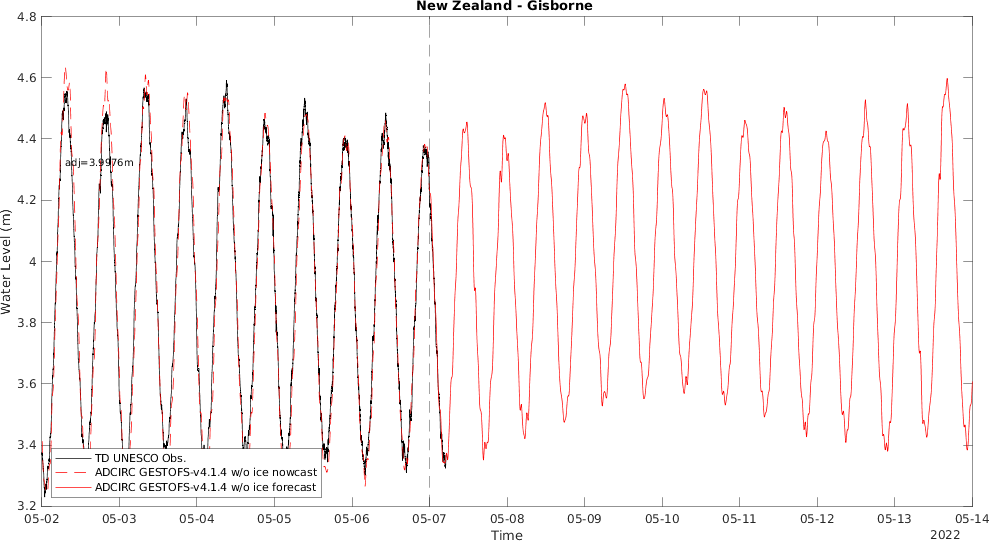 New Zealand - Gisborne
4.8
4.6
4.4
4.2
4
3.8
3.6
3.4
3.2
Water Level (m)
adj=3.9976m
TD UNESCO Obs.
ADCIRC GESTOFS-v4.1.4 w/o ice nowcast
ADCIRC GESTOFS-v4.1.4 w/o ice forecast
05-02 05-03 05-04 05-05 05-06 05-07 05-08 05-09 05-10 05-11 05-12 05-13 05-14
Time
2022